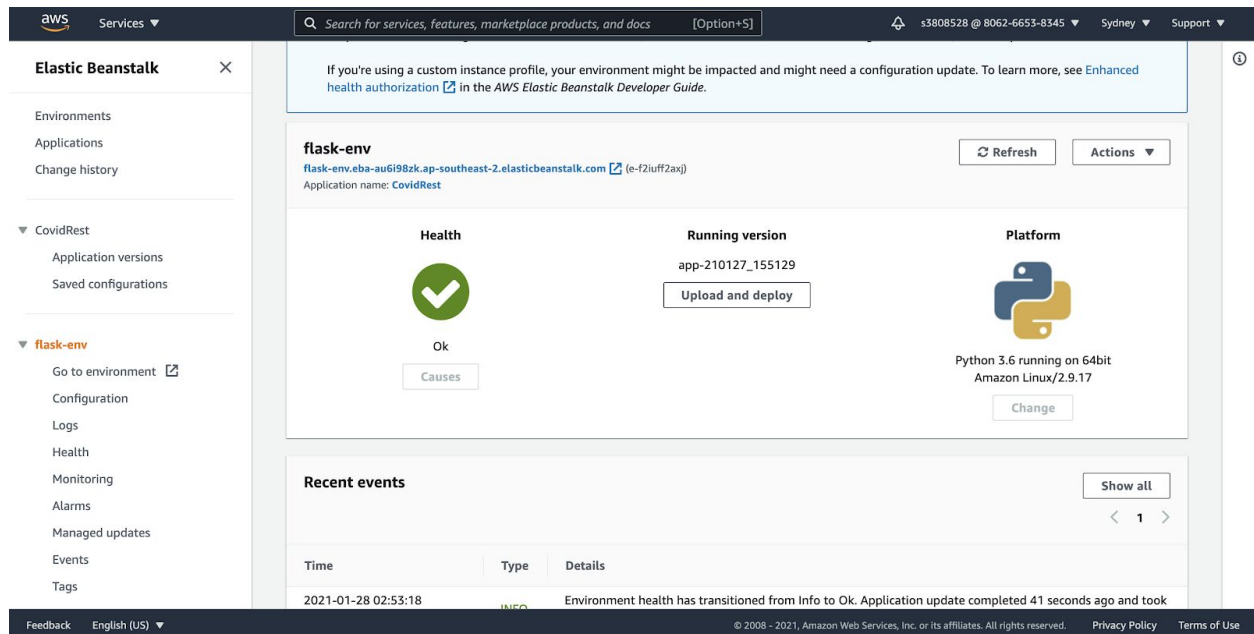 aws
Services ▼
Search for services, features, marketplace products, and docs [Option+S]
s3808528 @ 8062-6653-8345 ▼
Sydney ▼
Support ▼
Elastic Beanstalk
Environments
Applications
Change history
CovidRest
Application versions
Saved configurations
flask-env
Go to environment
Configuration
Logs
Health
Monitoring
Alarms
Managed updates
Events
Tags
If you're using a custom instance profile, your environment might be impacted and might need a configuration update. To learn more, see Enhanced
health authorization in the AWS Elastic Beanstalk Developer Guide.
flask-env
flask-env.eba-au6i98zk.ap-southeast-2.elasticbeanstalk.com (e-f2iuff2axj)
Application name: CovidRest
Refresh
Actions ▼
Health
Ok
Causes
Running version
app-210127_155129
Upload and deploy
Platform
Python 3.6 running on 64bit
Amazon Linux/2.9.17
Change
Recent events
Show all
< 1 >
Time Type Details
2021-01-28 02:53:18 INFO Environment health has transitioned from Info to Ok. Application update completed 41 seconds ago and took
Feedback English (US) ▼
© 2008 - 2021, Amazon Web Services, Inc. or its affiliates. All rights reserved. Privacy Policy Terms of Use